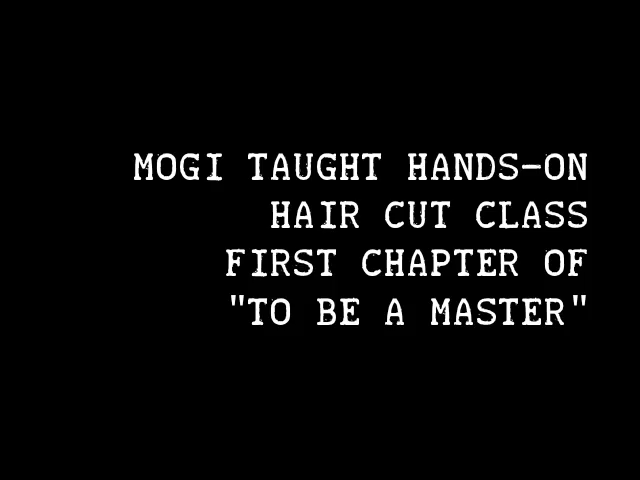 MOGI TAUGHT HANDS-ON
HAIR CUT CLASS
FIRST CHAPTER OF
"TO BE A MASTER"